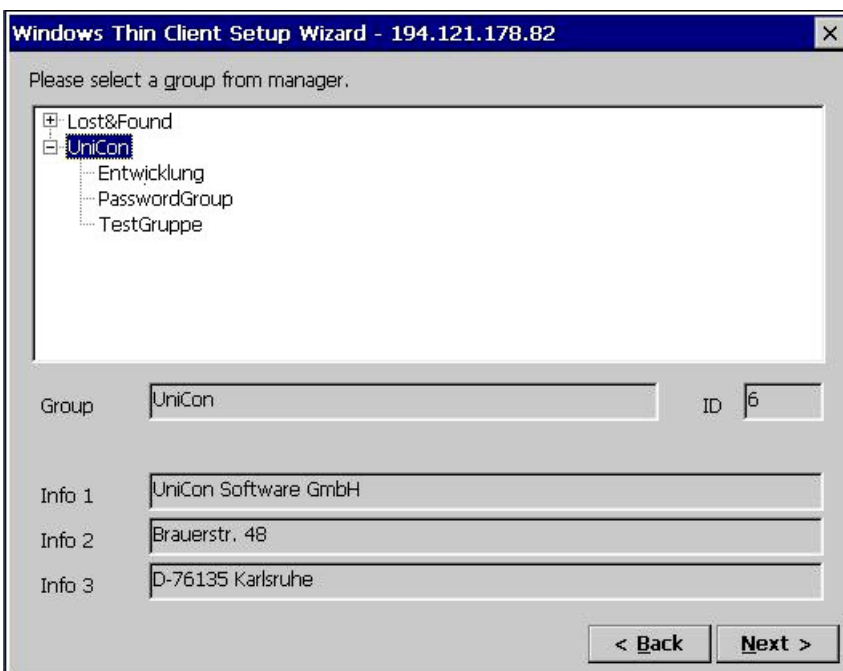 Windows Thin Client Setup Wizard - 194.121.178.82
Please select a group from manager.
Lost&Found
UniCon
Entwicklung
PasswordGroup
TestGruppe
Group UniCon ID 6
Info 1 UniCon Software GmbH
Info 2 Brauerstr. 48
Info 3 D-76135 Karlsruhe
< Back Next >